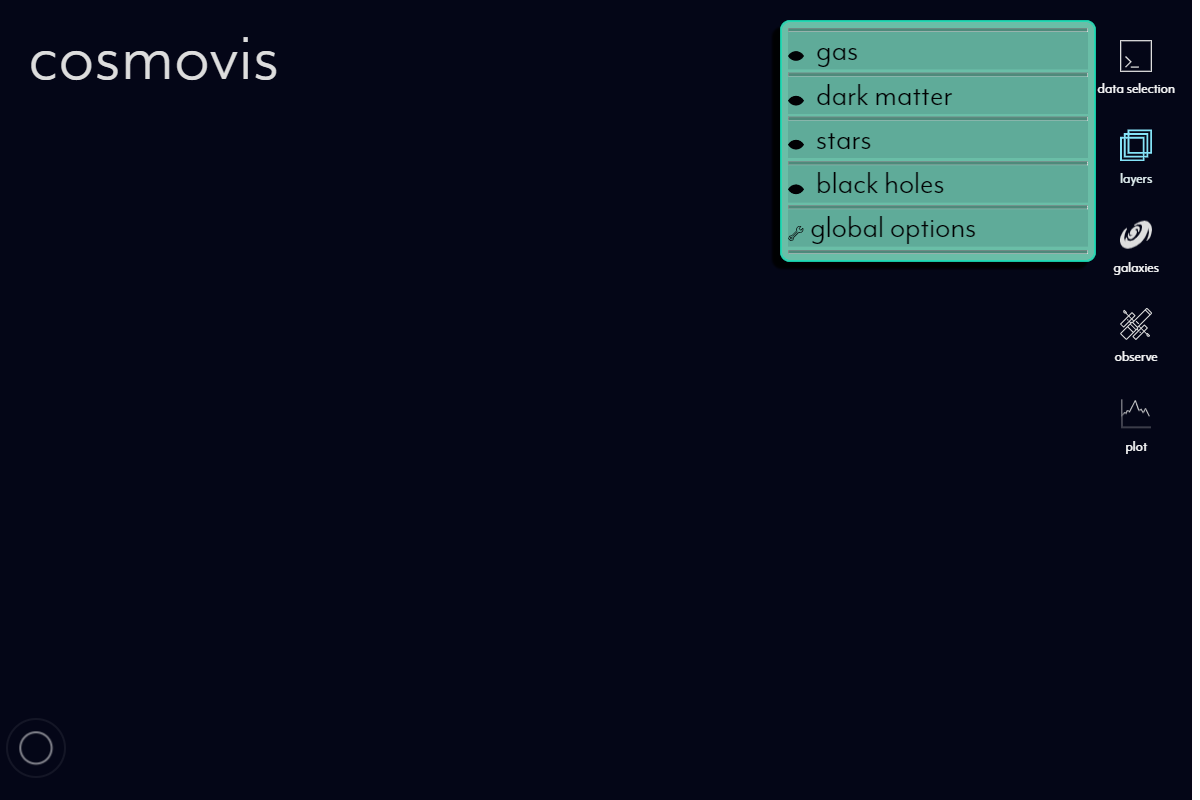 cosmovis
gas
dark matter
stars
black holes
global options
data selection
layers
galaxies
observe
plot